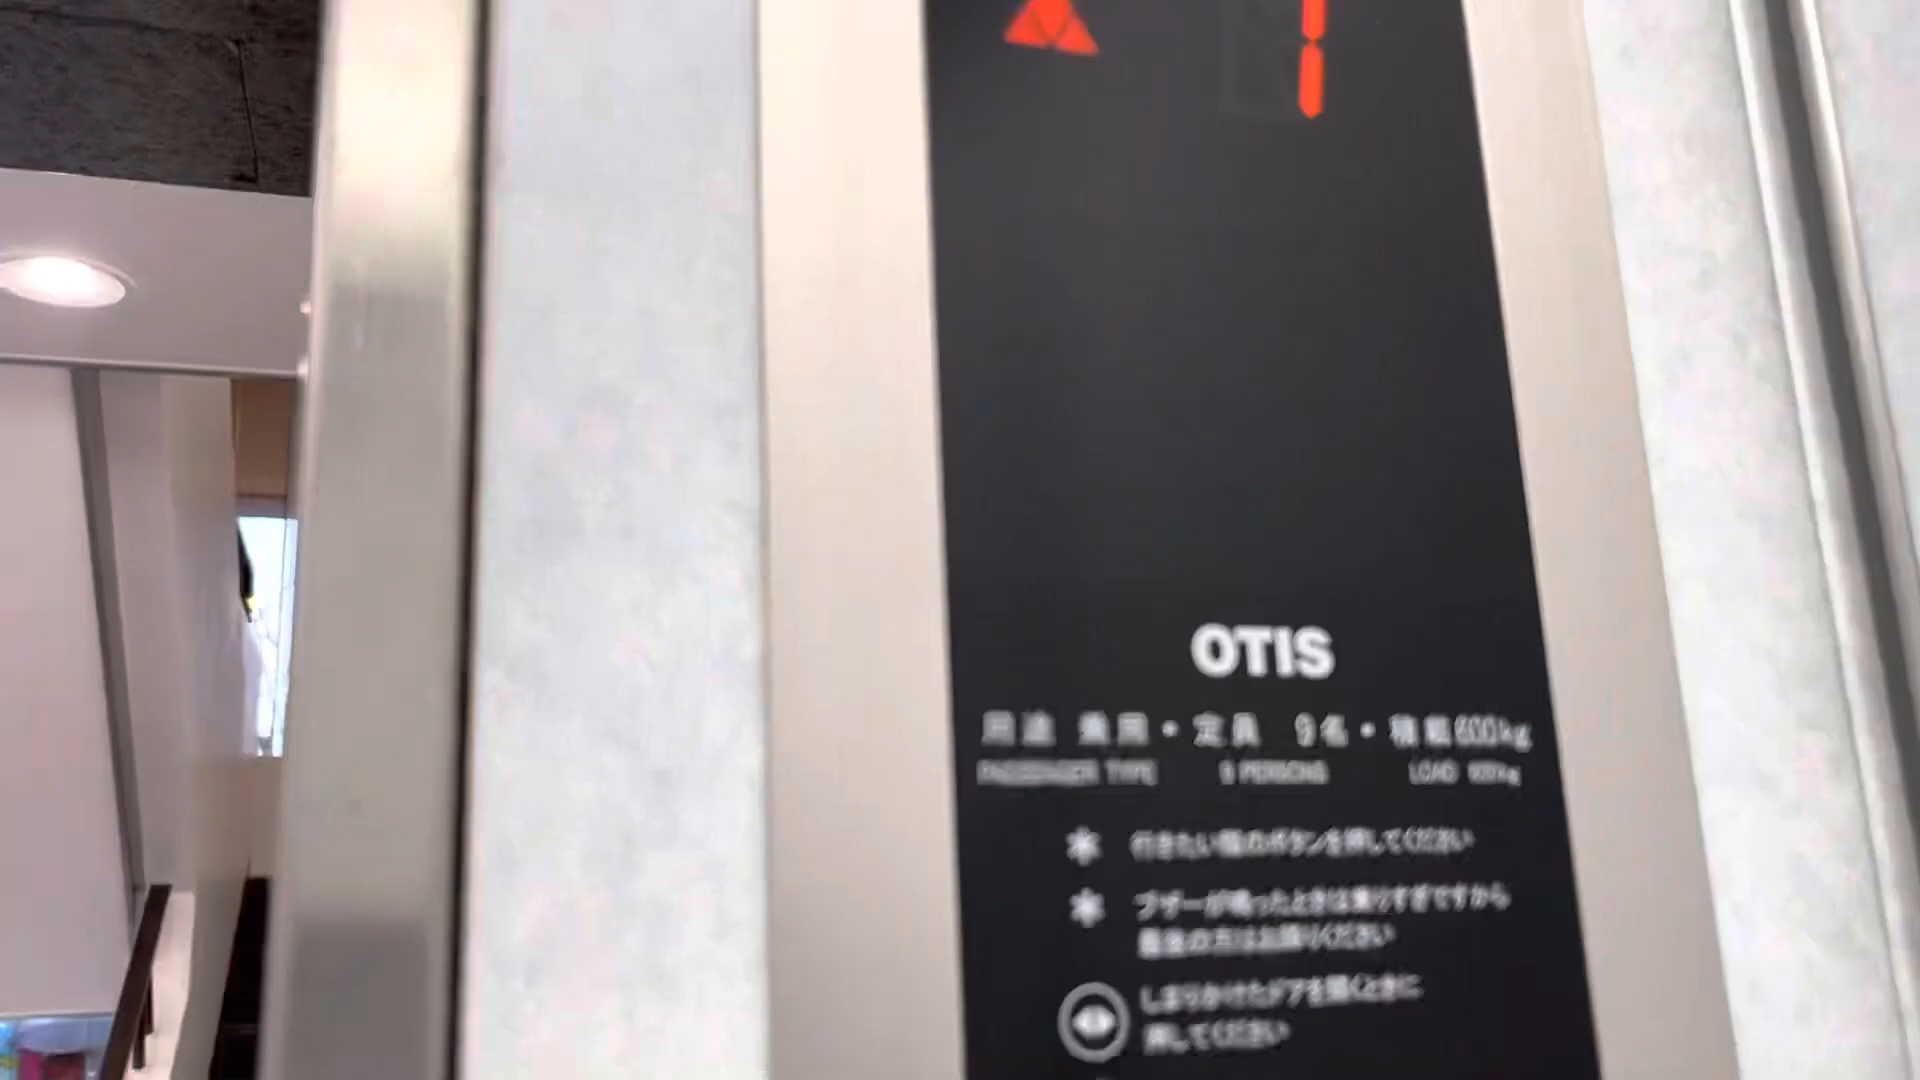 1
OTIS
用途 乗用・定員 9名・積載600kg
PASSENGER TYPE 9 PERSONS LOAD 600kg
* 行きたい階のボタンを押してください
* ブザーが鳴ったときは乗りすぎですから
最後の方はお降りください
しまりかけたドアを開くときに
押してください